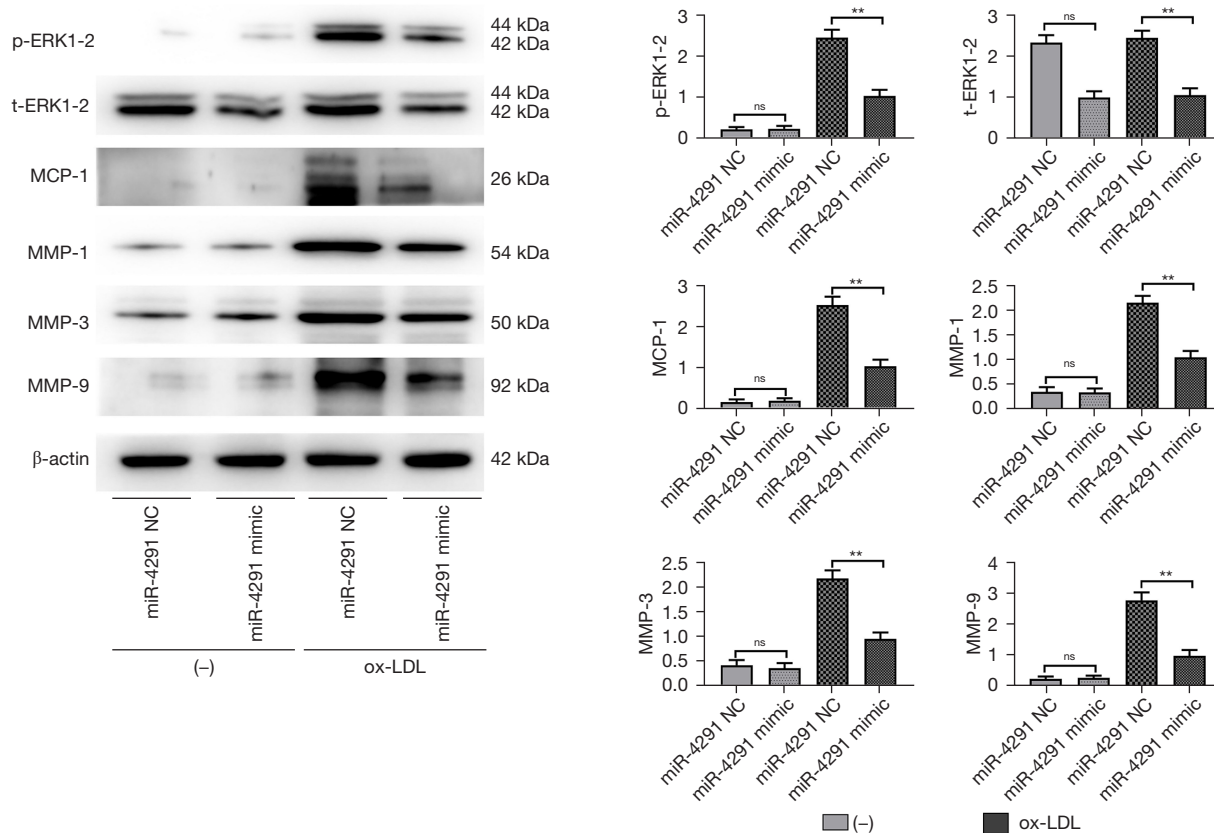 p-ERK1-2
44 kDa
42 kDa
t-ERK1-2
44 kDa
42 kDa
MCP-1
26 kDa
MMP-1
54 kDa
MMP-3
50 kDa
MMP-9
92 kDa
β-actin
42 kDa
miR-4291 NC
miR-4291 mimic
miR-4291 NC
miR-4291 mimic
(–)
ox-LDL
p-ERK1-2
3
2
1
0
ns
**
miR-4291 NC
miR-4291 mimic
miR-4291 NC
miR-4291 mimic
t-ERK1-2
3
2
1
0
ns
**
miR-4291 NC
miR-4291 mimic
miR-4291 NC
miR-4291 mimic
MCP-1
3
2
1
0
ns
**
miR-4291 NC
miR-4291 mimic
miR-4291 NC
miR-4291 mimic
MMP-1
2.5
2.0
1.5
1.0
0.5
0.0
ns
**
miR-4291 NC
miR-4291 mimic
miR-4291 NC
miR-4291 mimic
MMP-3
2.5
2.0
1.5
1.0
0.5
0.0
ns
**
miR-4291 NC
miR-4291 mimic
miR-4291 NC
miR-4291 mimic
MMP-9
4
3
2
1
0
ns
**
miR-4291 NC
miR-4291 mimic
miR-4291 NC
miR-4291 mimic
(–)
ox-LDL